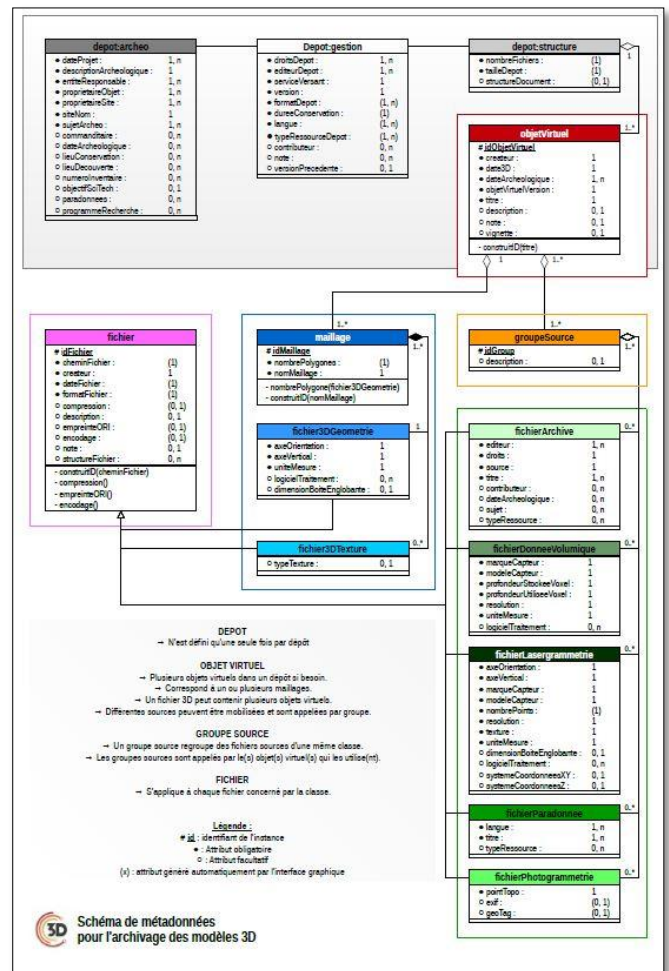 depot:archeo
● dateProjet : 1, n
● descriptionArcheologique : 1
● entiteResponsable : 1, n
● proprietaireObjet : 1, n
● proprietaireSite : 1, n
● siteNom : 1
● sujetArcheo : 1, n
○ commanditaire : 0, n
○ dateArcheologique : 0, n
○ lieuConservation : 0, n
○ lieuDecouverte : 0, n
○ numeroInventaire : 0, n
○ objectifSciTech : 0, 1
○ paradonnees : 0, n
○ programmeRecherche : 0, n
Depot:gestion
● droitsDepot : 1, n
● editeurDepot : 1, n
● serviceVersant : 1
● version : 1
● formatDepot : (1, n)
● dureeConservation : (1)
● langue : (1, n)
● typeRessourceDepot : (1, n)
○ contributeur : 0, n
○ note : 0, n
○ versionPrecedente : 0, 1
depot:structure
● nombreFichiers : (1)
● tailleDepot : (1)
○ structureDocument : (0, 1)
1
1..*
objetVirtuel
# idObjetVirtuel
● createur : 1
● date3D : 1
● dateArcheologique : 1, n
● objetVirtuelVersion : 1
● titre : 1
○ description : 0, 1
○ note : 0, 1
○ vignette : 0, 1
- construitID(titre)
1
1..*
fichier
# idFichier
● cheminFichier : (1)
● createur : 1
● dateFichier : (1)
● formatFichier : (1)
○ compression : (0, 1)
○ description : 0, 1
○ empreinteORI : (0, 1)
○ encodage : (0, 1)
○ note : 0, 1
○ structureFichier : 0, n
- construitID(cheminFichier)
- compression()
- empreinteORI()
- encodage()
1..*
maillage
1..*
# idMaillage
● nombrePolygones : (1)
● nomMaillage : 1
- nombrePolygone(fichier3DGeometrie)
- construitID(nomMaillage)
fichier3DGeometrie
1
● axeOrientation : 1
● axeVertical : 1
● uniteMesure : 1
○ logicielTraitement : 0, n
○ dimensionBoiteEnglobante : 0, 1
fichier3DTexture
0..*
○ typeTexture : 0, 1
1..*
groupeSource
1..*
# idGroup
○ description : 0, 1
fichierArchive
0..*
● editeur : 1, n
● droits : 1
● source : 1
● titre : 1, n
○ contributeur : 0, n
○ dateArcheologique : 0, n
○ sujet : 0, n
○ typeRessource : 0, n
fichierDonneeVolumique
0..*
● marqueCapteur : 1
● modeleCapteur : 1
● profondeurStockeeVoxel : 1
● profondeurUtiliseeVoxel : 1
● resolution : 1
● uniteMesure : 1
○ logicielTraitement : 0, n
fichierLasergrammetrie
0..*
● axeOrientation : 1
● axeVertical : 1
● marqueCapteur : 1
● modeleCapteur : 1
● nombrePoints : (1)
● resolution : 1
● texture : 1
● uniteMesure : 1
○ dimensionBoiteEnglobante : 0, 1
○ logicielTraitement : 0, n
○ systemeCoordonneesXY : 0, 1
○ systemeCoordonneesZ : 0, 1
fichierParadonnee
0..*
● langue : 1, n
● titre : 1, n
○ typeRessource : 0, n
fichierPhotogrammetrie
0..*
● pointTopo : 1
○ exif : (0, 1)
○ geoTag : (0, 1)
DEPOT
→ N'est défini qu'une seule fois par dépôt
OBJET VIRTUEL
→ Plusieurs objets virtuels dans un dépôt si besoin.
→ Correspond à un ou plusieurs maillages.
→ Un fichier 3D peut contenir plusieurs objets virtuels.
→ Différentes sources peuvent être mobilisées et sont appelées par groupe.
GROUPE SOURCE
→ Un groupe source regroupe des fichiers sources d'une même classe.
→ Les groupes sources sont appelés par le(s) objet(s) virtuel(s) qui les utilise(nt).
FICHIER
→ S'applique à chaque fichier concerné par la classe.
Légende :
# id : identifiant de l'instance
● : Attribut obligatoire
○ : Attribut facultatif
(x) : attribut généré automatiquement par l'interface graphique
3D
Schéma de métadonnées
pour l'archivage des modèles 3D